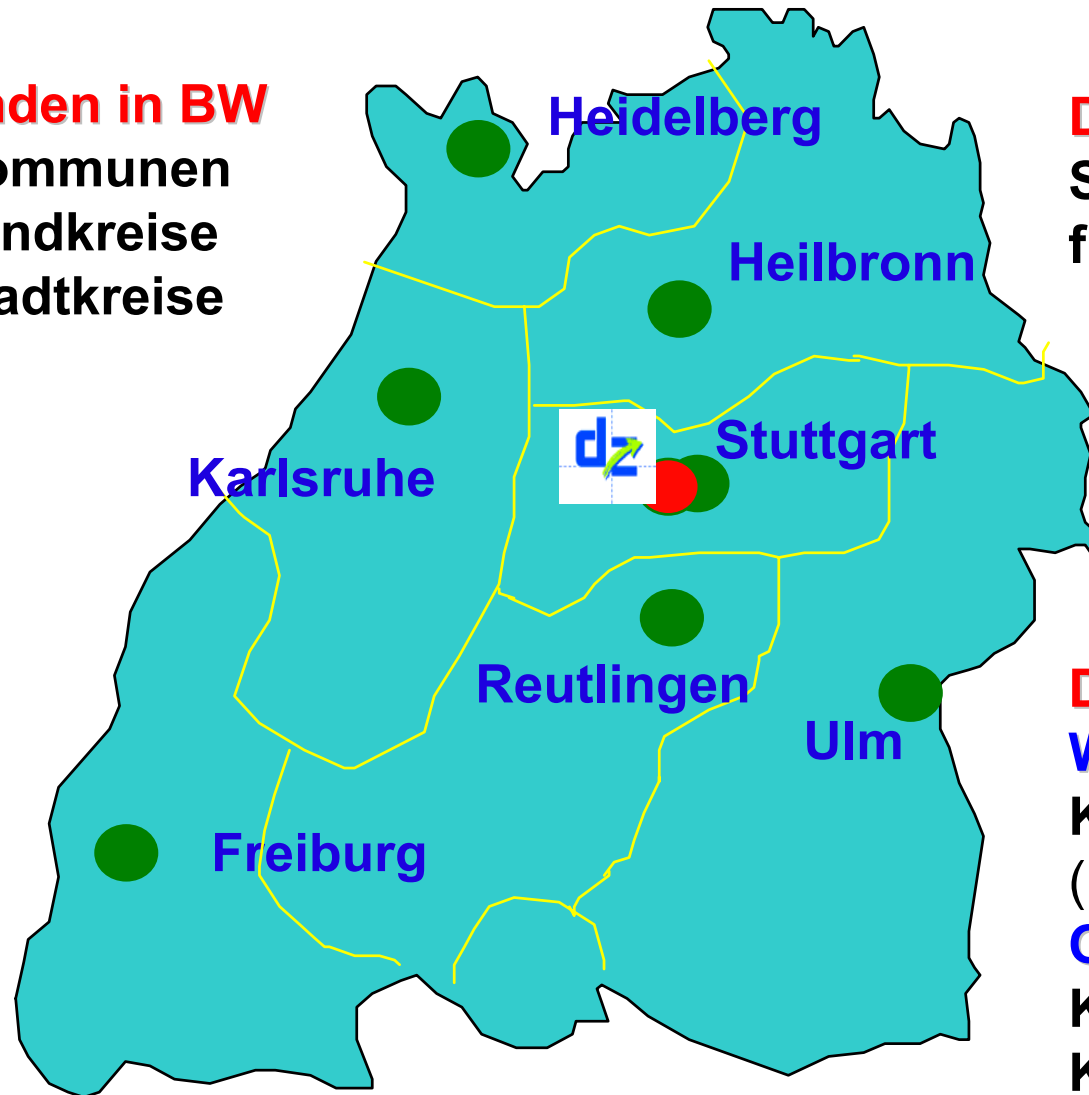 nden in BW
ommunen
ndkreise
adtkreise
Heidelberg
Heilbronn
Stuttgart
Karlsruhe
Reutlingen
Ulm
Freiburg
dz
D
S
f
D
W
K
(
K
K